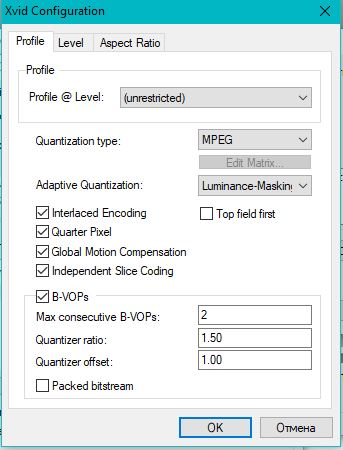 Xvid Configuration
Profile Level Aspect Ratio
Profile
Profile @ Level: (unrestricted)
Quantization type: MPEG
Edit Matrix...
Adaptive Quantization: Luminance-Masking
Interlaced Encoding Top field first
Quarter Pixel
Global Motion Compensation
Independent Slice Coding
B-VOPs
Max consecutive B-VOPs: 2
Quantizer ratio: 1.50
Quantizer offset: 1.00
Packed bitstream
OK Отмена